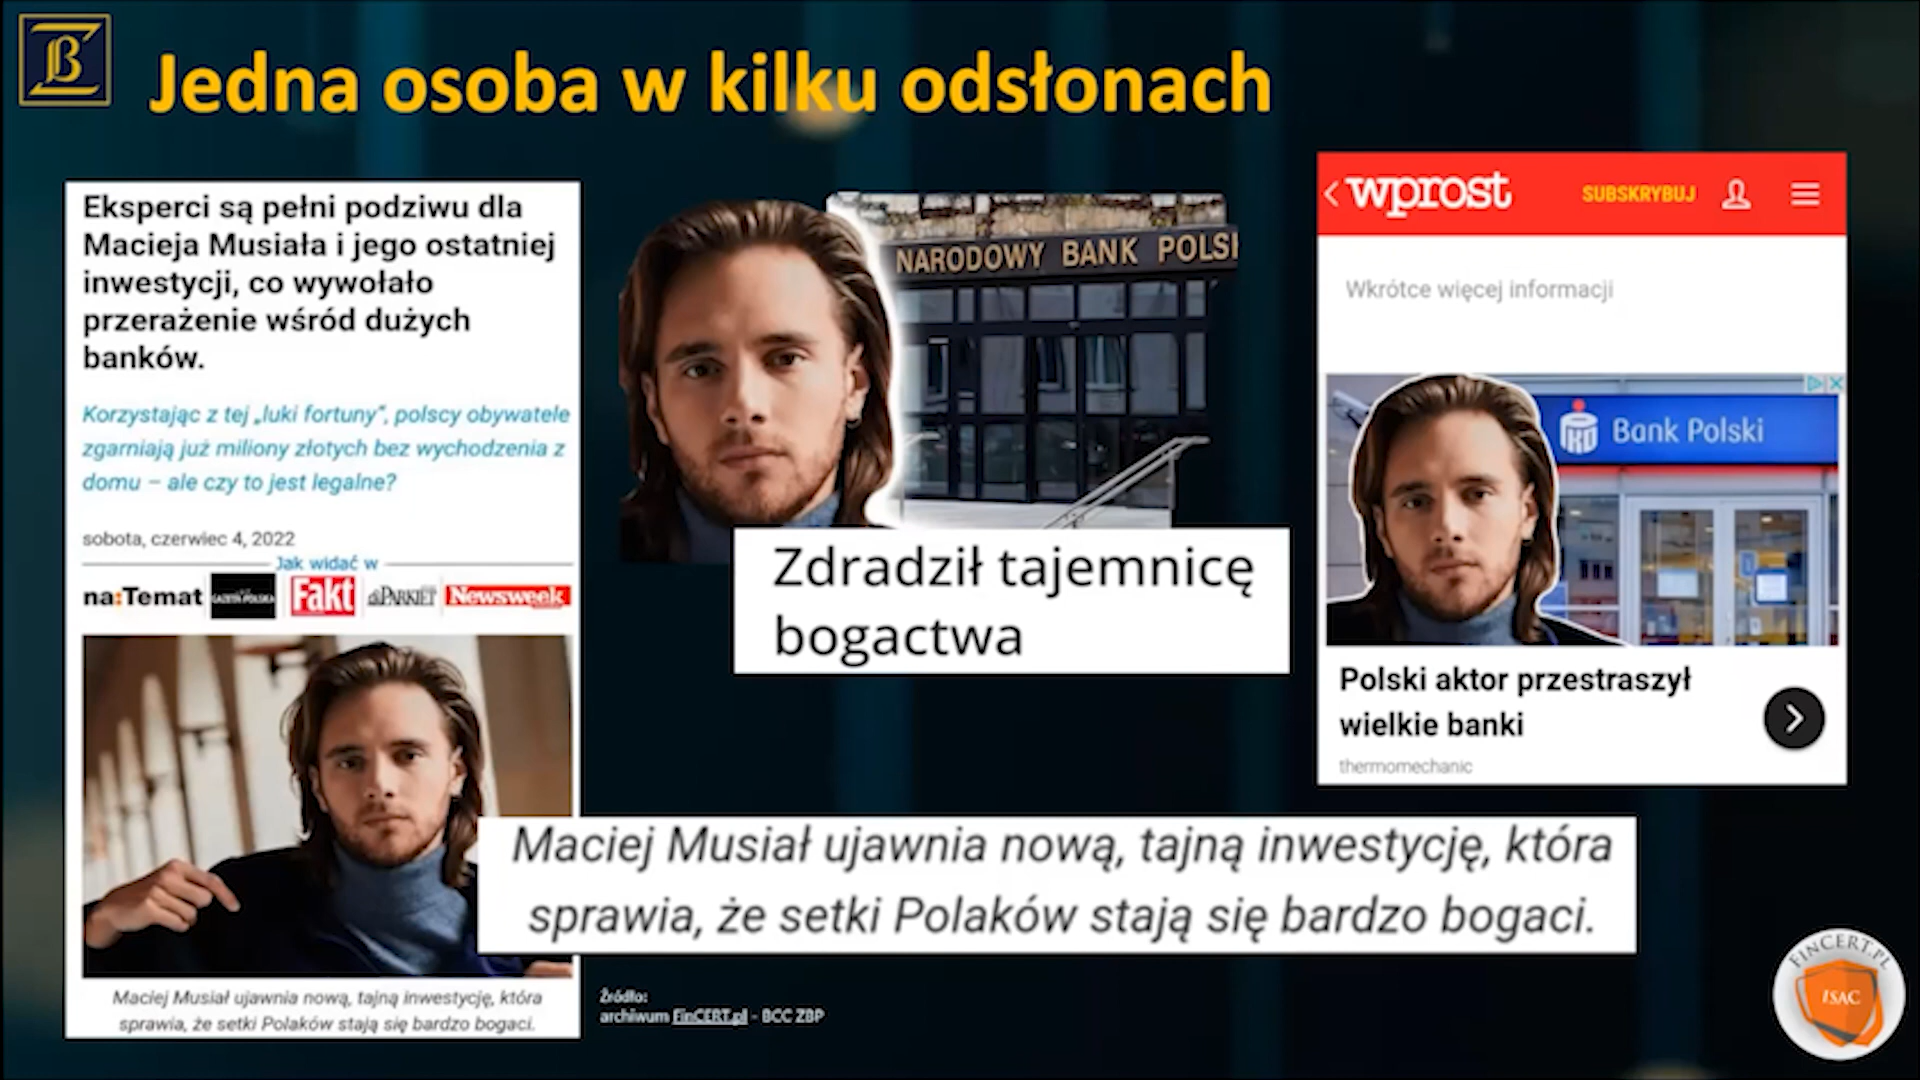 Jedna osoba w kilku odsłonach
Eksperci są pełni podziwu dla
Macieja Musiała i jego ostatniej
inwestycji, co wywołało
przerażenie wśród dużych
banków.
Korzystając z tej „luki fortuny”, polscy obywatele
zgarniają już miliony złotych bez wychodzenia z
domu – ale czy to jest legalne?
sobota, czerwiec 4, 2022
Jak widać w
na:Temat GAZETA POLSKA Fakt PARKIET Newsweek
Maciej Musiał ujawnia nową, tajną inwestycję, która
sprawia, że setki Polaków stają się bardzo bogaci.
NARODOWY BANK POLSK
Zdradził tajemnicę
bogactwa
wprost SUBSKRYBUJ
Wkrótce więcej informacji
Bank Polski
Polski aktor przestraszył
wielkie banki
thermomechanic
Maciej Musiał ujawnia nową, tajną inwestycję, która
sprawia, że setki Polaków stają się bardzo bogaci.
Źródło:
archiwum FinCERT.pl - BCC ZBP
FINCERT.PL
ISAC